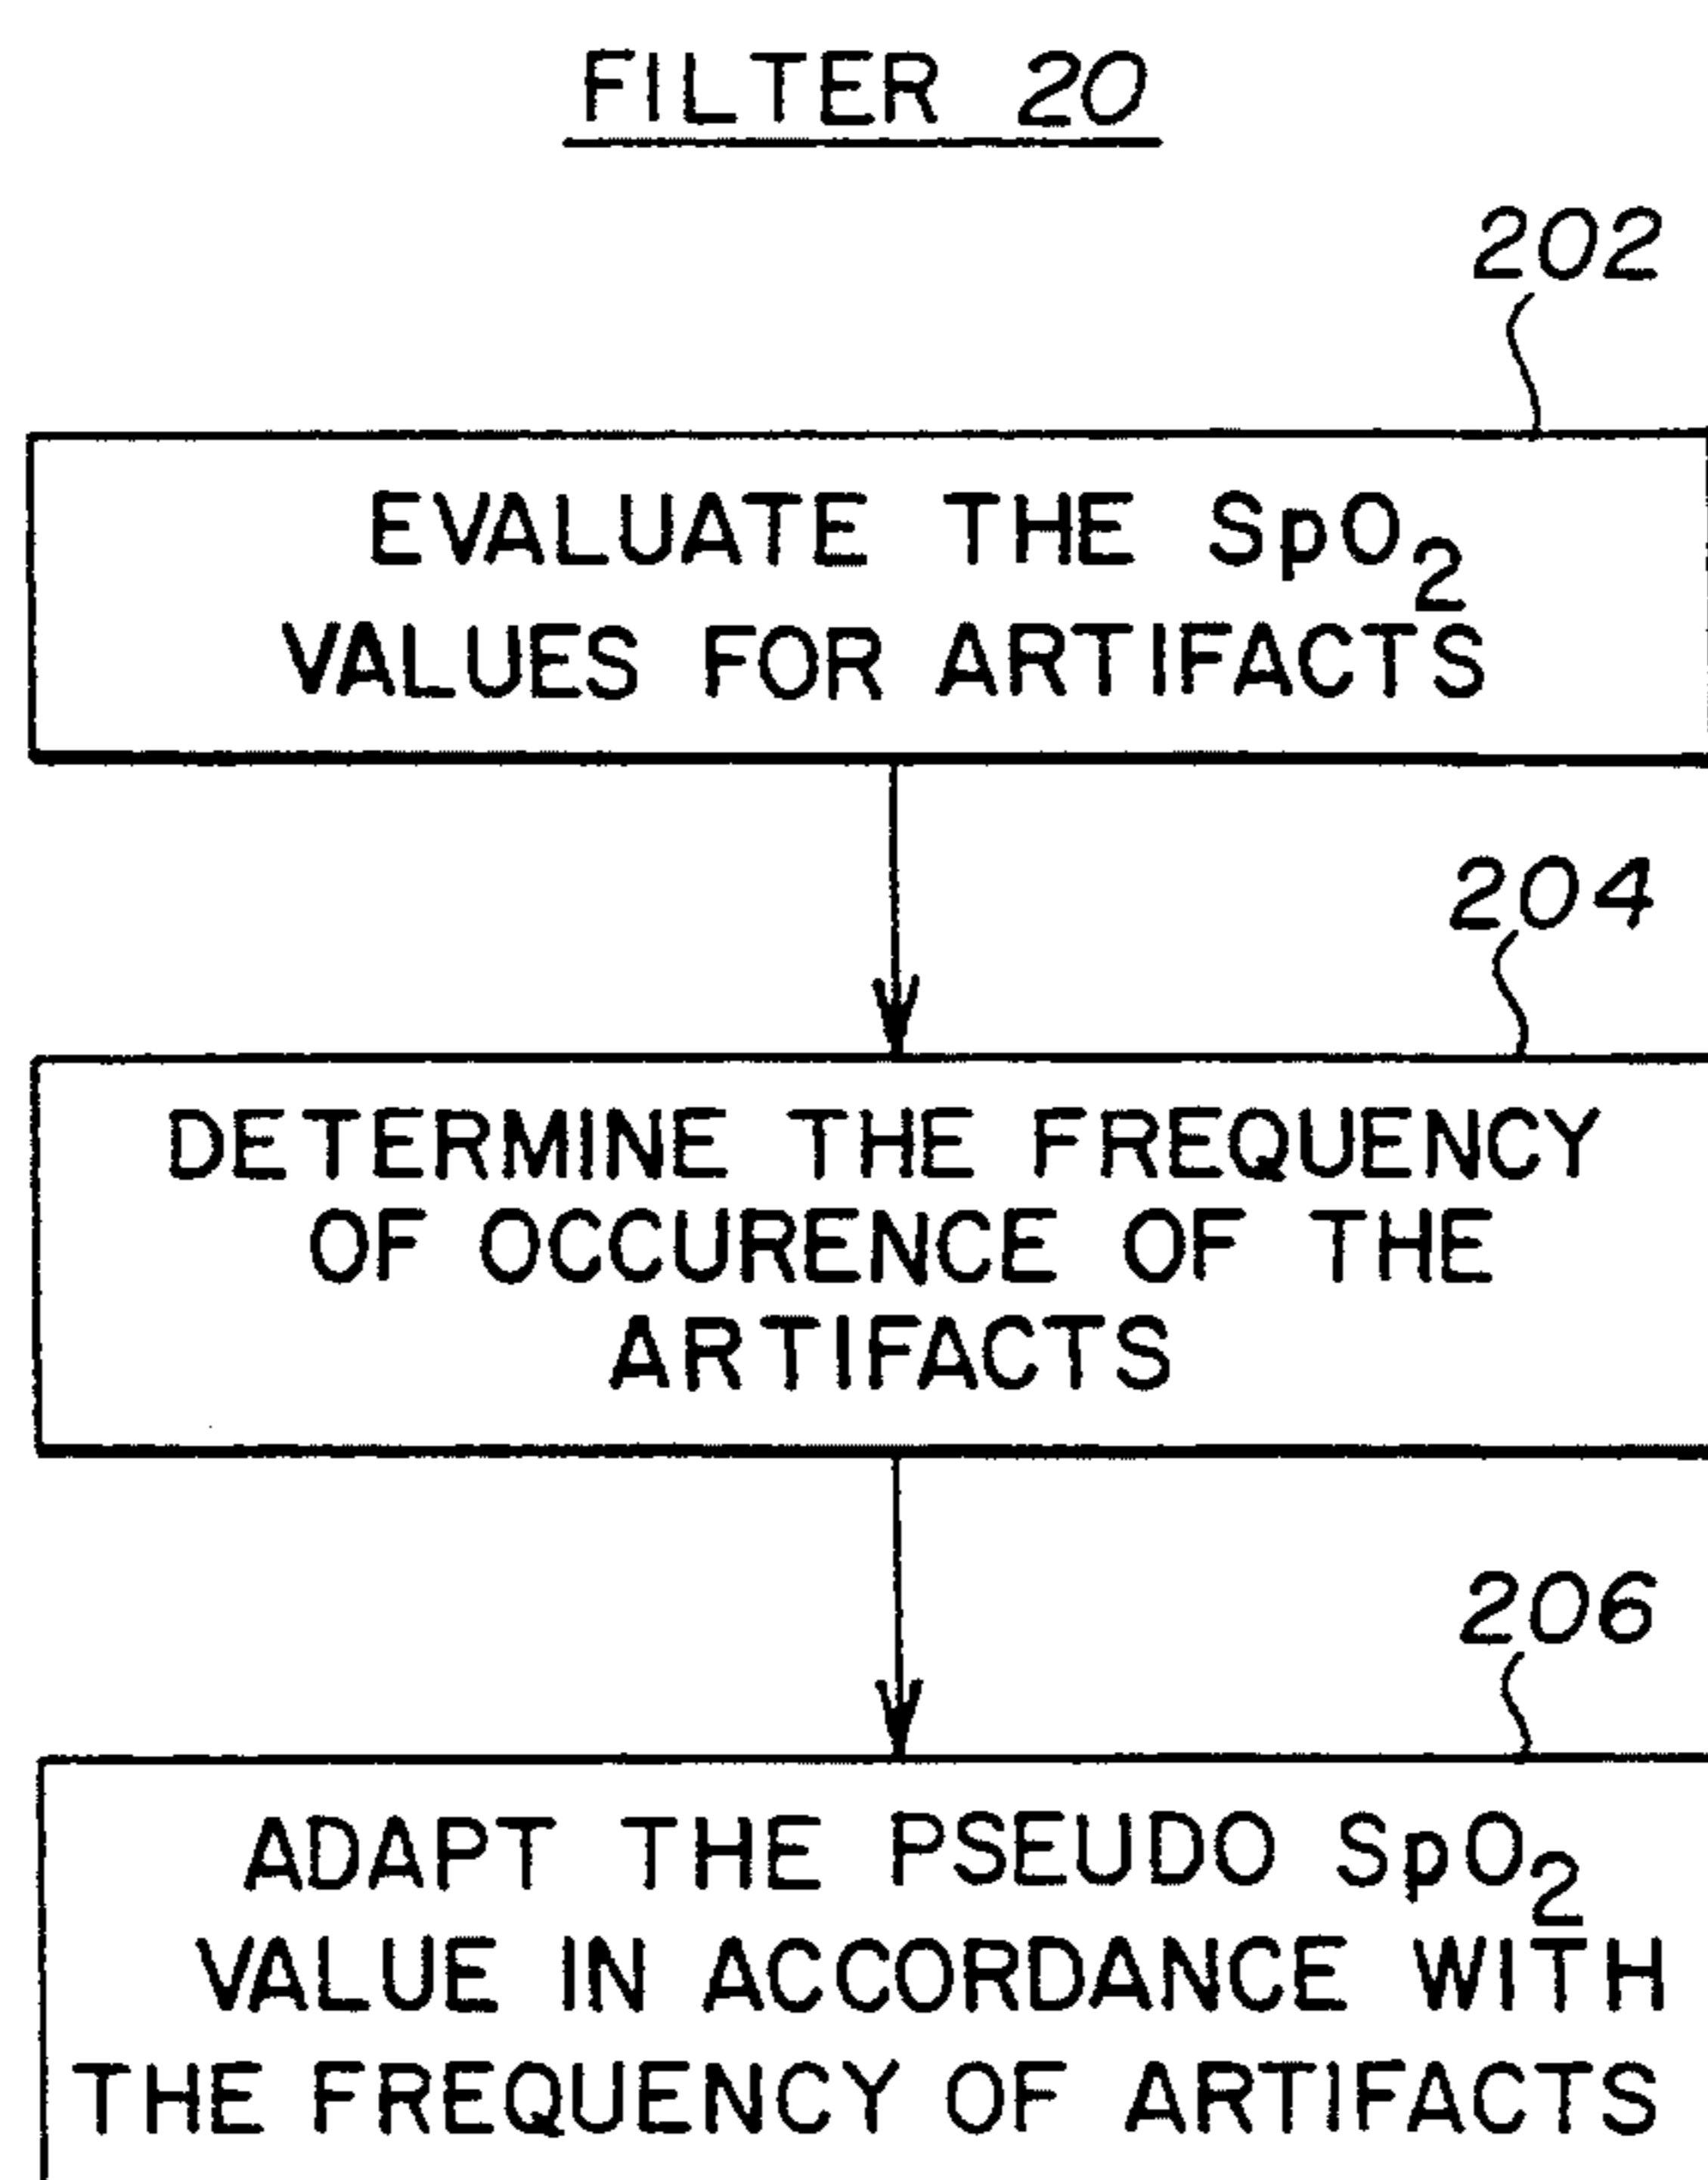 FILTER 20
202
EVALUATE THE SpO₂
VALUES FOR ARTIFACTS
204
DETERMINE THE FREQUENCY
OF OCCURENCE OF THE
ARTIFACTS
206
ADAPT THE PSEUDO SpO₂
VALUE IN ACCORDANCE WITH
THE FREQUENCY OF ARTIFACTS